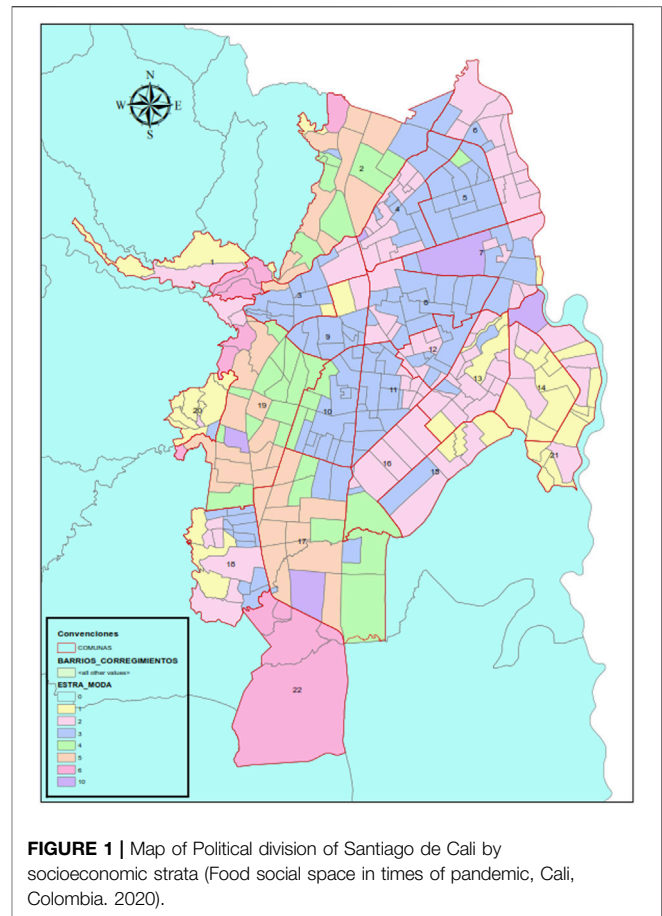 N
W E
S
6
2
5
4
7
1
3
8
9
12
13
14
20
19
10
11
21
16
15
17
18
22
Convenciones
COMUNAS
BARRIOS_CORREGIMIENTOS
<all other values>
ESTRA_MODA
0
1
2
3
4
5
6
10
FIGURE 1 | Map of Political division of Santiago de Cali by
socioeconomic strata (Food social space in times of pandemic, Cali,
Colombia. 2020).